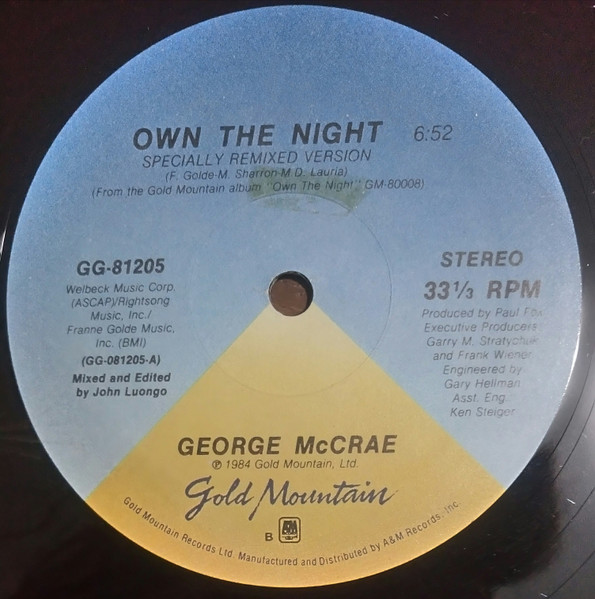 OWN THE NIGHT 6:52
SPECIALLY REMIXED VERSION
(F. Golde-M. Sharron-M.D. Lauria)
(From the Gold Mountain album "Own The Night" GM-80008)
GG-81205
Welbeck Music Corp.
(ASCAP)/Rightsong
Music, Inc./
Franne Golde Music,
Inc. (BMI)
(GG-081205-A)
Mixed and Edited
by John Luongo
STEREO
33 1/3 RPM
Produced by Paul Fox
Executive Producers
Garry M. Stratychuk
and Frank Wiener
Engineered by
Gary Hellman
Asst. Eng.
Ken Steiger
GEORGE McCRAE
℗ 1984 Gold Mountain, Ltd.
Gold Mountain
B A&M
Gold Mountain Records Ltd. Manufactured and Distributed by A&M Records, Inc.